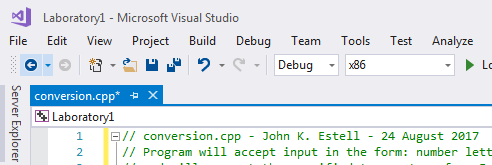 Laboratory1 - Microsoft Visual Studio
File Edit View Project Build Debug Team Tools Test Analyze
Debug x86 Lo
Server Explorer
conversion.cpp*
Laboratory1
1 // conversion.cpp - John K. Estell - 24 August 2017
2 // Program will accept input in the form: number lett